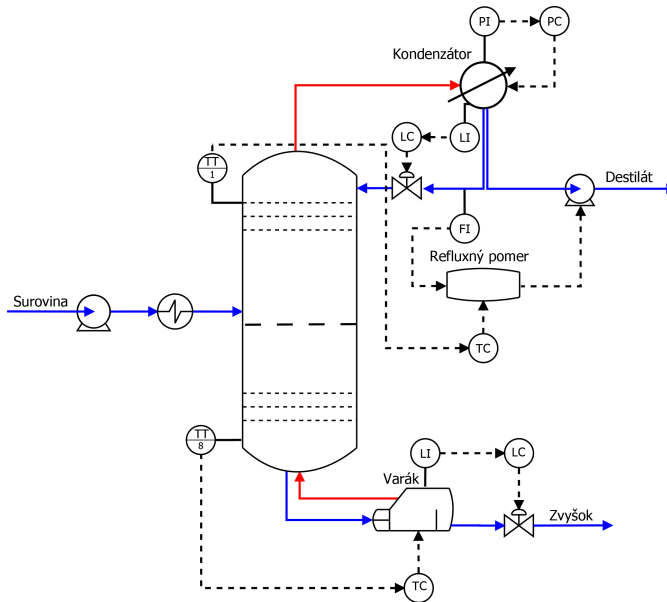 PI
PC
Kondenzátor
LC
LI
TT
1
Destilát
FI
Refluxný pomer
Surovina
TC
TT
8
LI
LC
Varák
Zvyšok
TC